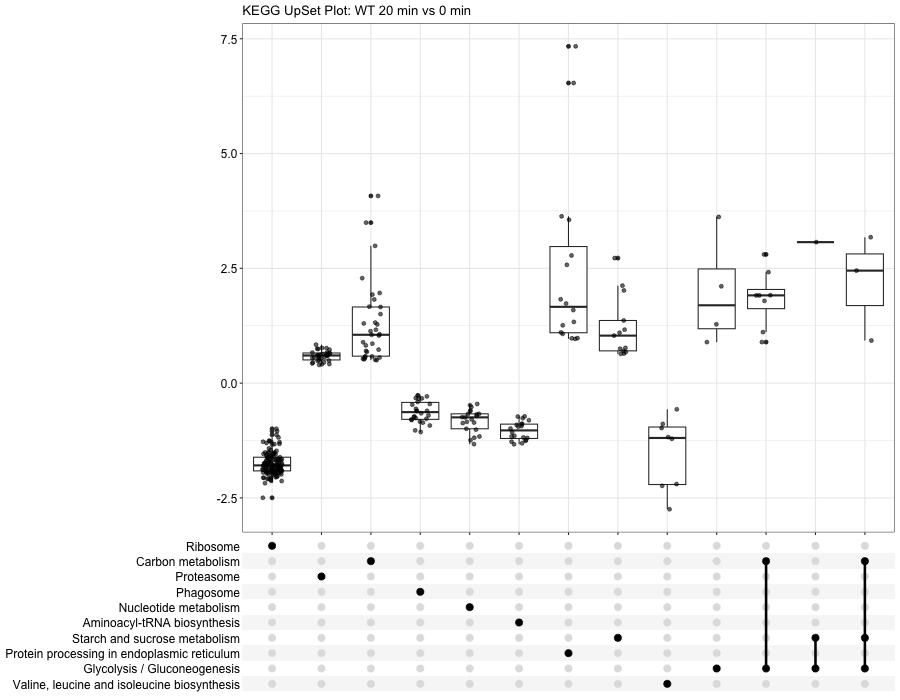 KEGG UpSet Plot: WT 20 min vs 0 min
7.5
5.0
2.5
0.0
-2.5
Ribosome
Carbon metabolism
Proteasome
Phagosome
Nucleotide metabolism
Aminoacyl-tRNA biosynthesis
Starch and sucrose metabolism
Protein processing in endoplasmic reticulum
Glycolysis / Gluconeogenesis
Valine, leucine and isoleucine biosynthesis